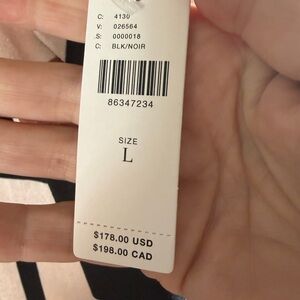 C: 4130
V: 026564
S: 0000018
C: BLK/NOIR
86347234
SIZE
L
$178.00 USD
$198.00 CAD